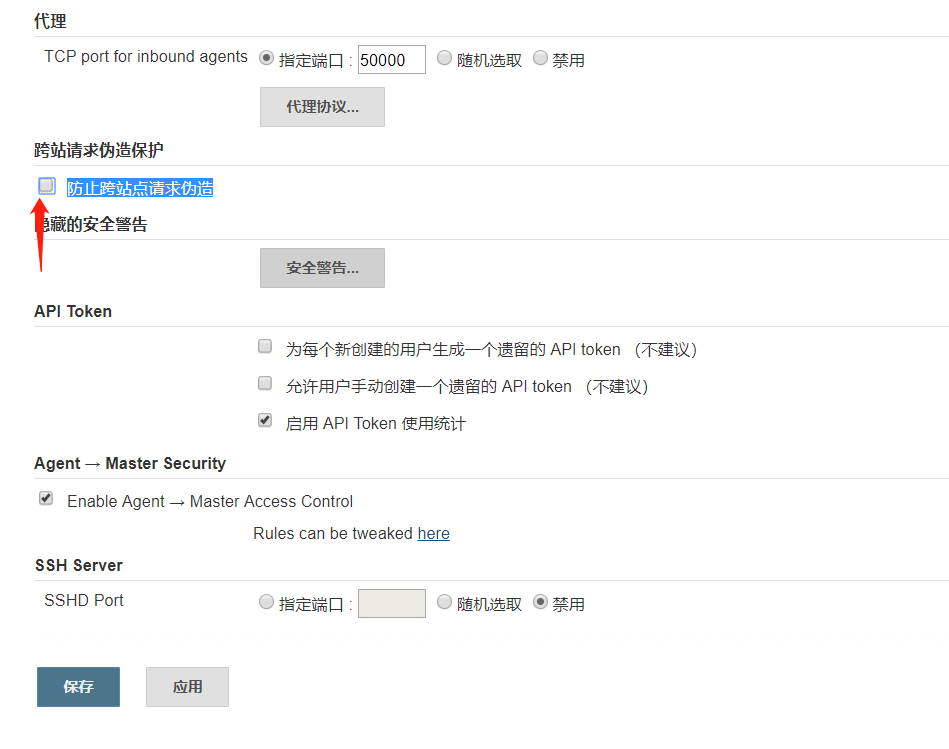 代理
TCP port for inbound agents 指定端口 : 50000 随机选取 禁用
代理协议...
跨站请求伪造保护
防止跨站点请求伪造
隐藏的安全警告
安全警告...
API Token
为每个新创建的用户生成一个遗留的 API token （不建议）
允许用户手动创建一个遗留的 API token （不建议）
启用 API Token 使用统计
Agent → Master Security
Enable Agent → Master Access Control
Rules can be tweaked here
SSH Server
SSHD Port 指定端口 : 随机选取 禁用
保存 应用